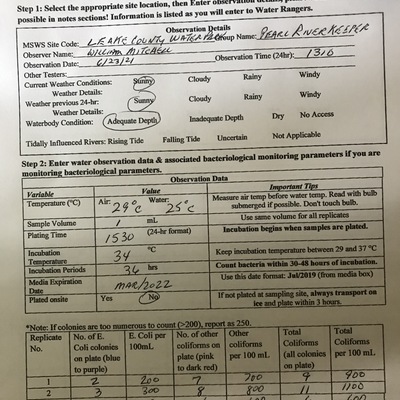 Step 1: Select the appropriate site location, then Enter observation
possible in notes sections! Information is listed as you will enter to Water Rangers.
Observation Details
MSWS Site Code: LEAKE COUNTY WATER Group Name: PEARL RIVERKEEPER
Observer Name: WILLIAM MITCHELL
Observation Date: 6/23/21 Observation Time (24hr): 1310
Other Testers:
Current Weather Conditions: Sunny Cloudy Rainy Windy
Weather Details:
Weather previous 24-hr: Sunny Cloudy Rainy Windy
Weather Details:
Waterbody Condition: Adequate Depth Inadequate Depth Dry No Access
Tidally Influenced Rivers: Rising Tide Falling Tide Uncertain Not Applicable
Step 2: Enter water observation data & associated bacteriological monitoring parameters if you are
monitoring bacteriological parameters.
Observation Data
Variable Value Important Tips
Temperature (°C) Air: 29°C Water: 25°C Measure air temp before water temp. Read with bulb
submerged if possible. Don't touch bulb.
Sample Volume 1 mL Use same volume for all replicates
Plating Time 1530 (24-hr format) Incubation begins when samples are plated.
Incubation Temperature 34 °C Keep incubation temperature between 29 and 37 °C
Incubation Periods 36 hrs Count bacteria within 30-48 hours of incubation.
Media Expiration Date MAR/2022 Use this date format: Jul/2019 (from media box)
Plated onsite Yes No If not plated at sampling site, always transport on
ice and plate within 3 hours.
*Note: If colonies are too numerous to count (>200), report as 250.
Replicate No. No. of E. Coli colonies on plate (blue to purple) E. Coli per 100mL No. of other coliforms on plate (pink to dark red) Other coliforms per 100 mL Total Coliforms (all colonies on plate) Total Coliforms per 100 mL
1 2 200 7 700 9 900
2 3 300 8 800 11 1100